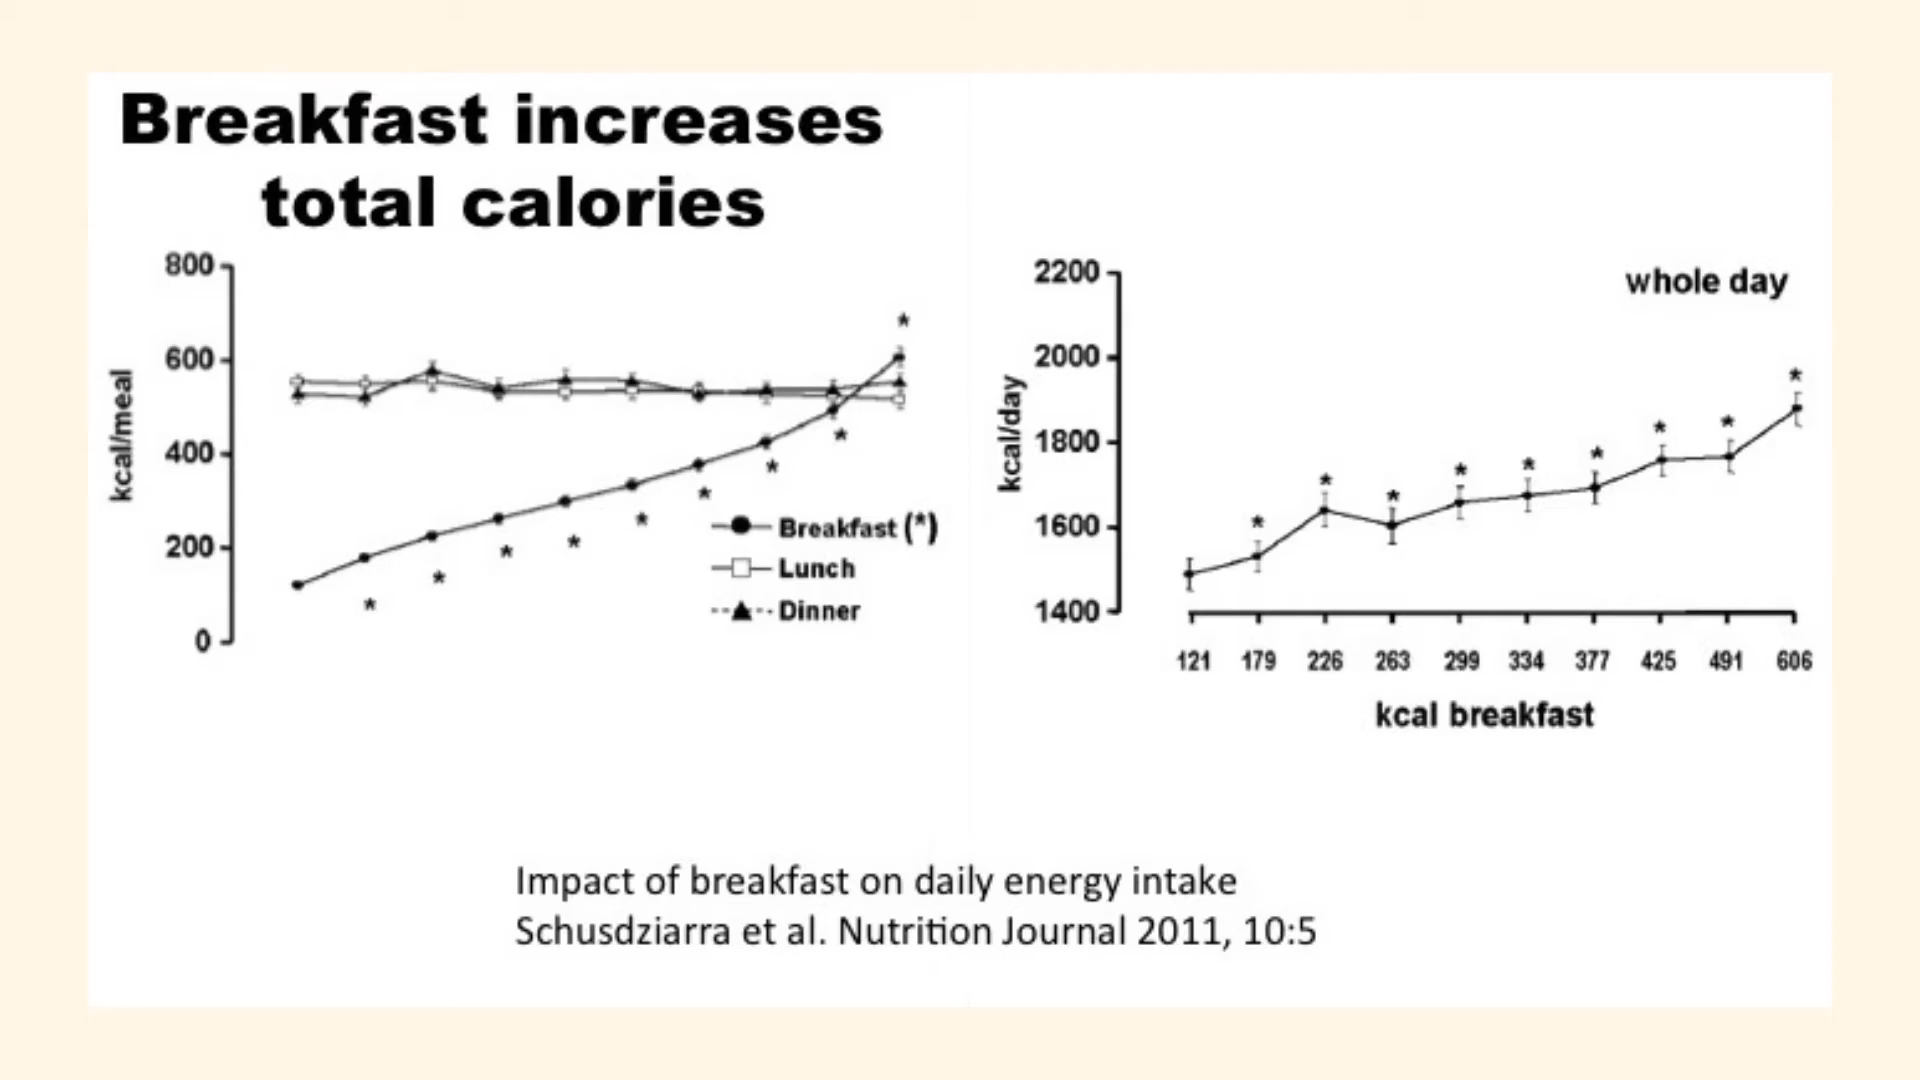 Breakfast increases
total calories
800
600
400
200
0
kcal/meal
*
*
*
*
*
*
*
*
*
*
Breakfast (*)
Lunch
Dinner
whole day
2200
2000
1800
1600
1400
kcal/day
*
*
*
*
*
*
*
*
*
121 179 226 263 299 334 377 425 491 606
kcal breakfast
Impact of breakfast on daily energy intake
Schusdziarra et al. Nutrition Journal 2011, 10:5